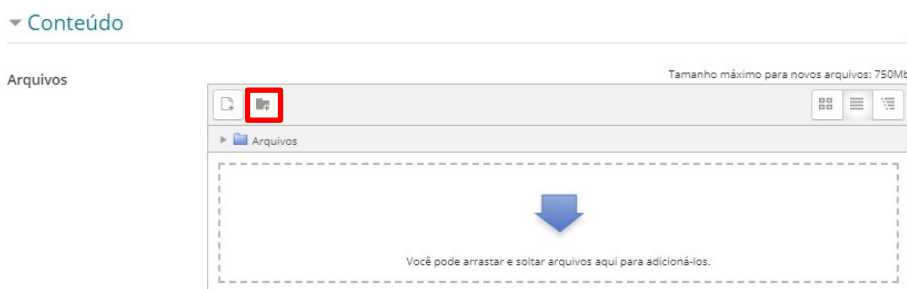 Conteúdo
Arquivos
Tamanho máximo para novos arquivos: 750Mb
Arquivos
Você pode arrastar e soltar arquivos aqui para adicioná-los.